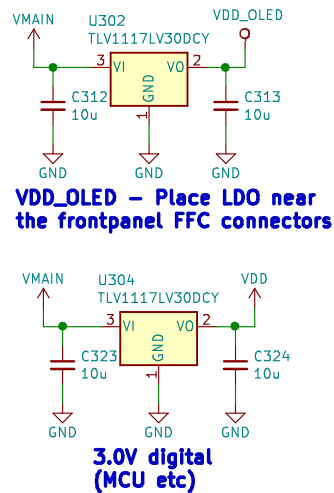 VMAIN
U302
TLV1117LV30DCY
VDD_OLED
3
VI
VO
2
GND
1
C312
10u
C313
10u
GND
GND
GND
VDD_OLED – Place LDO near
the frontpanel FFC connectors
VMAIN
U304
TLV1117LV30DCY
VDD
3
VI
VO
2
GND
1
C323
10u
C324
10u
GND
GND
GND
3.0V digital
(MCU etc)